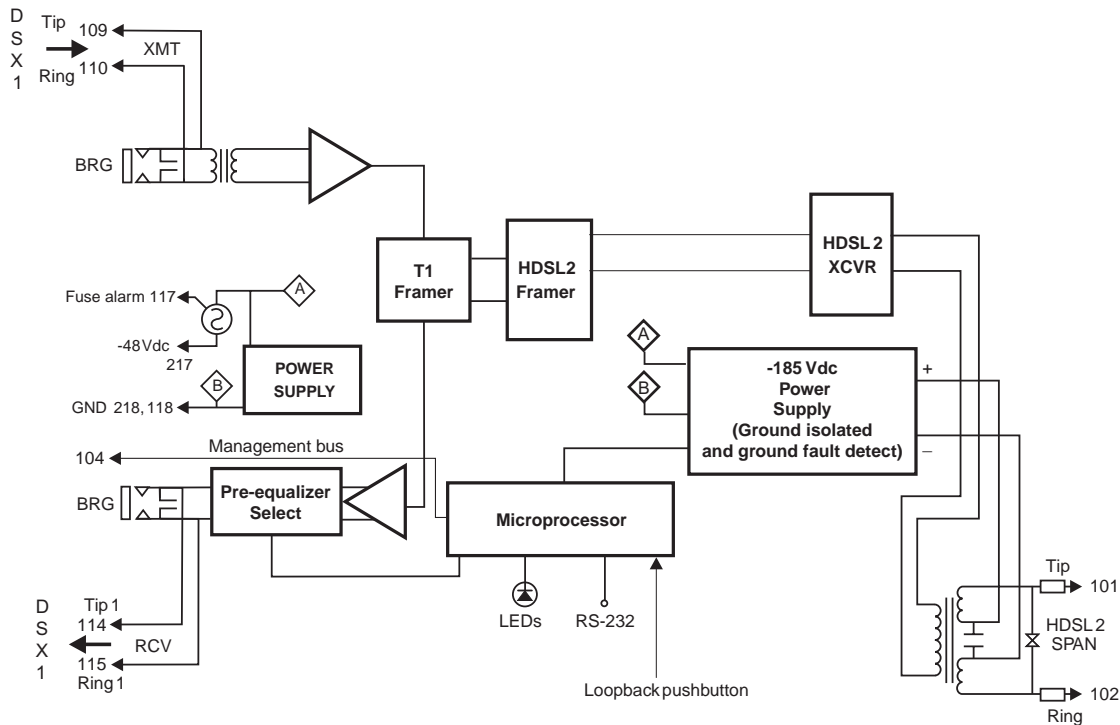 D
S
X
1
Tip
109
XMT
Ring
110
BRG
T1
Framer
HDSL2
Framer
HDSL 2
XCVR
Fuse alarm 117
A
-48Vdc
217
POWER
SUPPLY
B
GND 218, 118
A
B
-185 Vdc
Power
Supply
(Ground isolated
and ground fault detect)
+
–
Management bus
104
BRG
Pre-equalizer
Select
Microprocessor
LEDs
RS-232
Loopback pushbutton
D
S
X
1
Tip 1
114
RCV
115
Ring 1
Tip
101
HDSL 2
SPAN
102
Ring